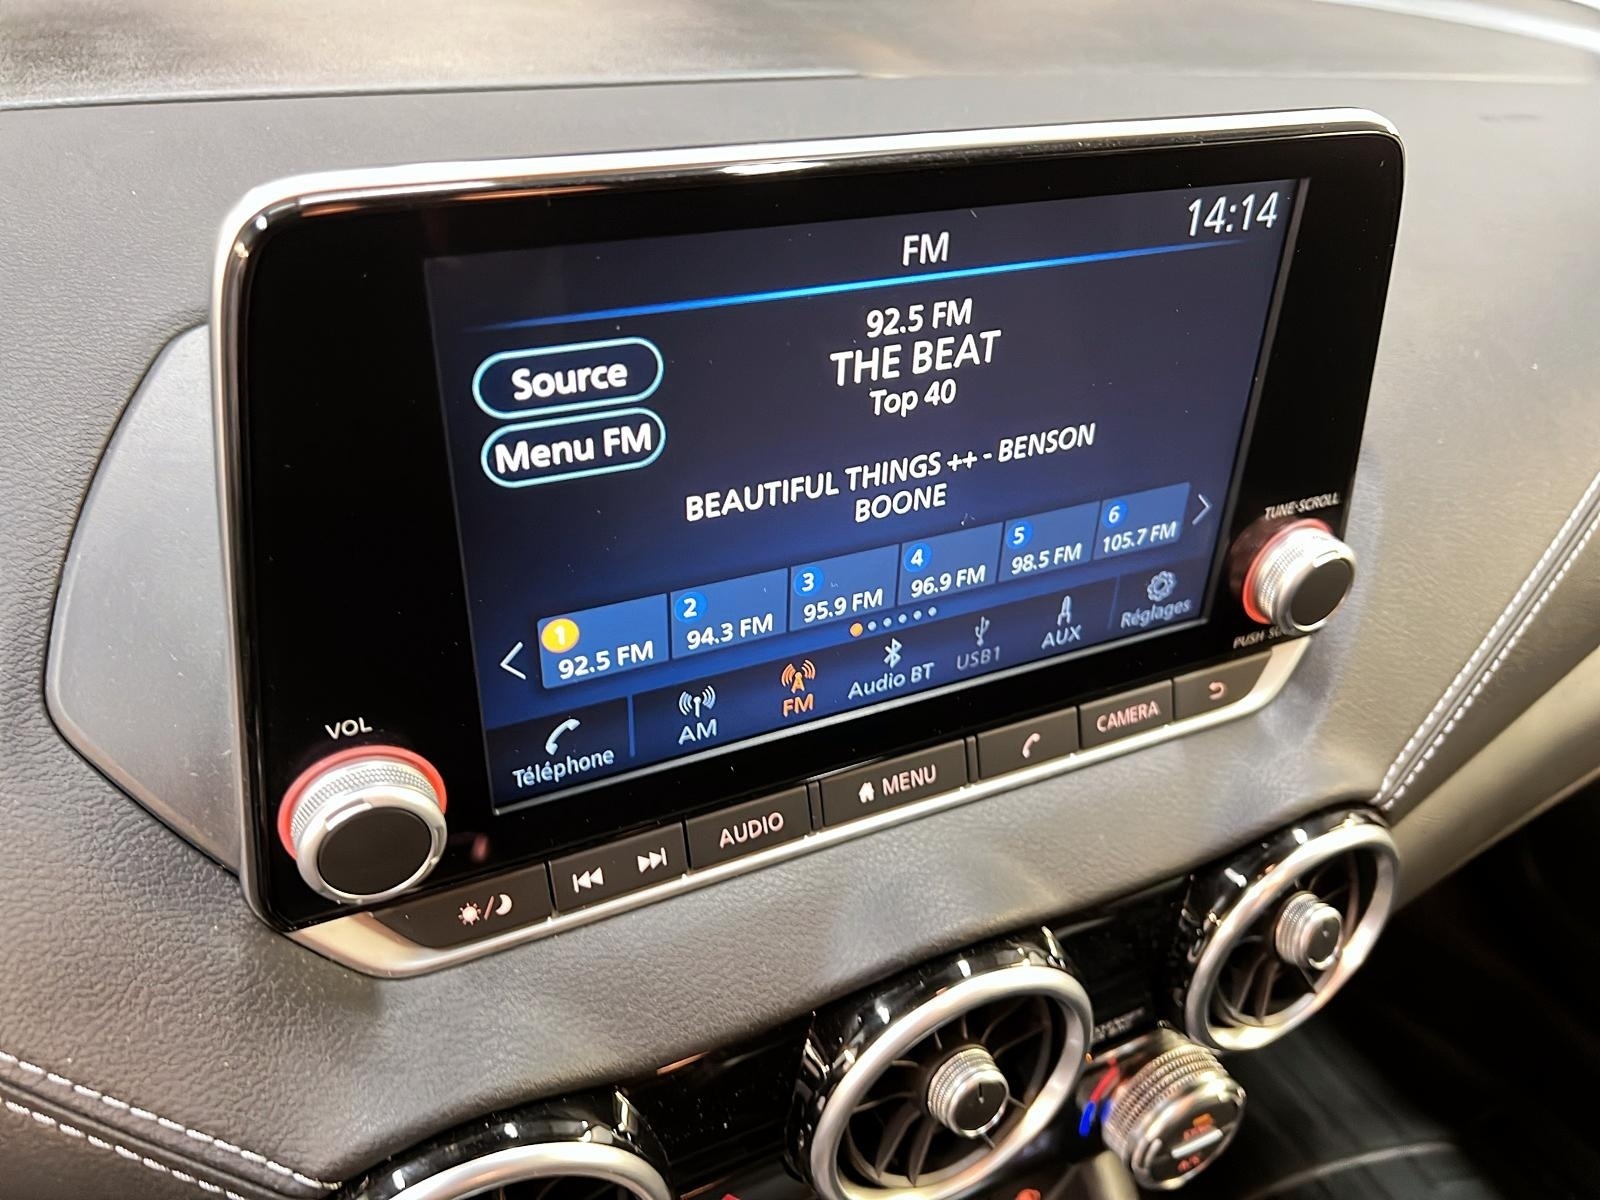 14:14
FM
92.5 FM
THE BEAT
Top 40
Source
Menu FM
BEAUTIFUL THINGS ++ - BENSON
BOONE
1 92.5 FM
2 94.3 FM
3 95.9 FM
4 96.9 FM
5 98.5 FM
6 105.7 FM
Téléphone
AM
FM
Audio BT
USB1
AUX
Réglages
TUNE·SCROLL
PUSH
VOL
AUDIO
MENU
CAMERA